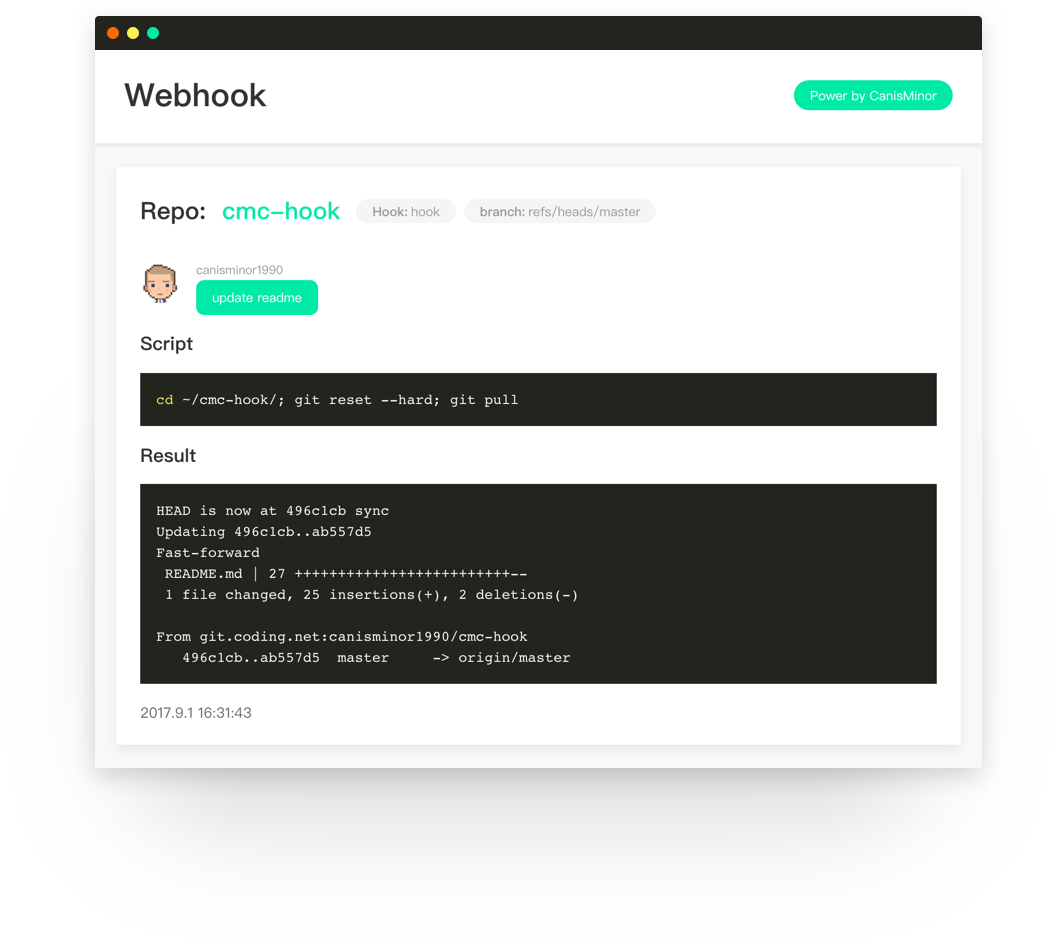 Webhook
Power by CanisMinor
Repo: cmc-hook Hook: hook branch: refs/heads/master
canisminor1990
update readme
Script
cd ~/cmc-hook/; git reset --hard; git pull
Result
HEAD is now at 496c1cb sync
Updating 496c1cb..ab557d5
Fast-forward
README.md | 27 +++++++++++++++++++++++++--
1 file changed, 25 insertions(+), 2 deletions(-)
From git.coding.net:canisminor1990/cmc-hook
496c1cb..ab557d5  master     -> origin/master
2017.9.1 16:31:43